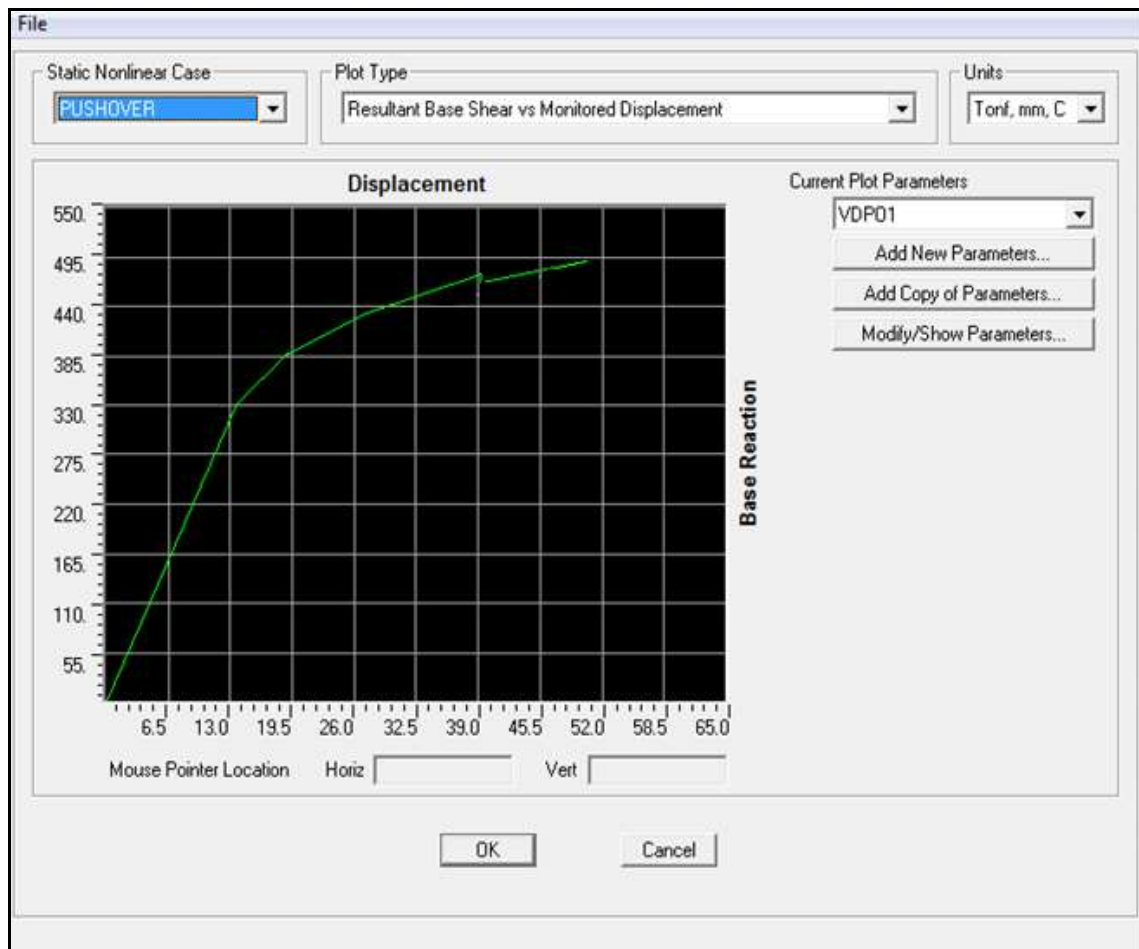 File
Static Nonlinear Case
PUSHOVER
Plot Type
Resultant Base Shear vs Monitored Displacement
Units
Tonf, mm, C
Displacement
550.
495.
440.
385.
330.
275.
220.
165.
110.
55.
6.5 13.0 19.5 26.0 32.5 39.0 45.5 52.0 58.5 65.0
Base Reaction
Current Plot Parameters
VDPO1
Add New Parameters...
Add Copy of Parameters...
Modify/Show Parameters...
Mouse Pointer Location Horiz Vert
OK Cancel